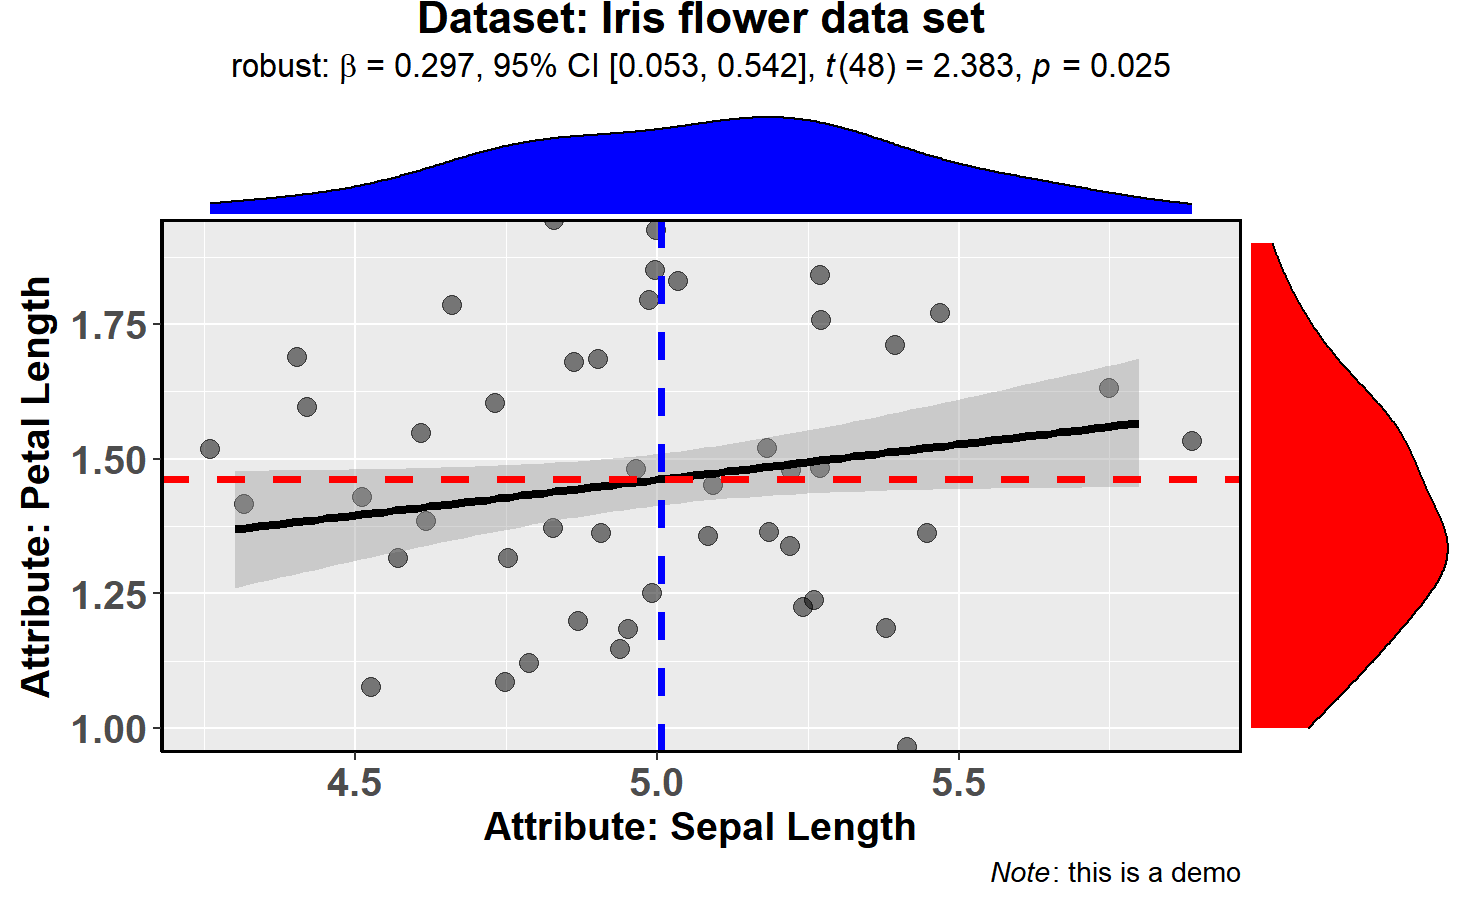 Dataset: Iris flower data set
robust: β = 0.297, 95% CI [0.053, 0.542], t(48) = 2.383, p = 0.025
Attribute: Petal Length
1.75
1.50
1.25
1.00
4.5 5.0 5.5
Attribute: Sepal Length
Note: this is a demo